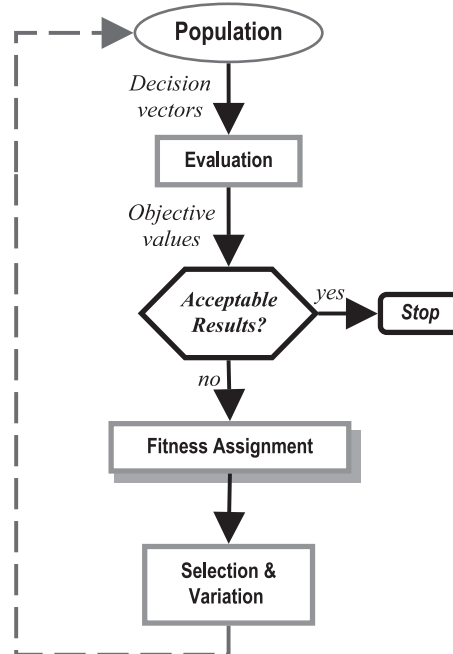 Population
Decision
vectors
Evaluation
Objective
values
Acceptable
Results?
yes
Stop
no
Fitness Assignment
Selection &
Variation